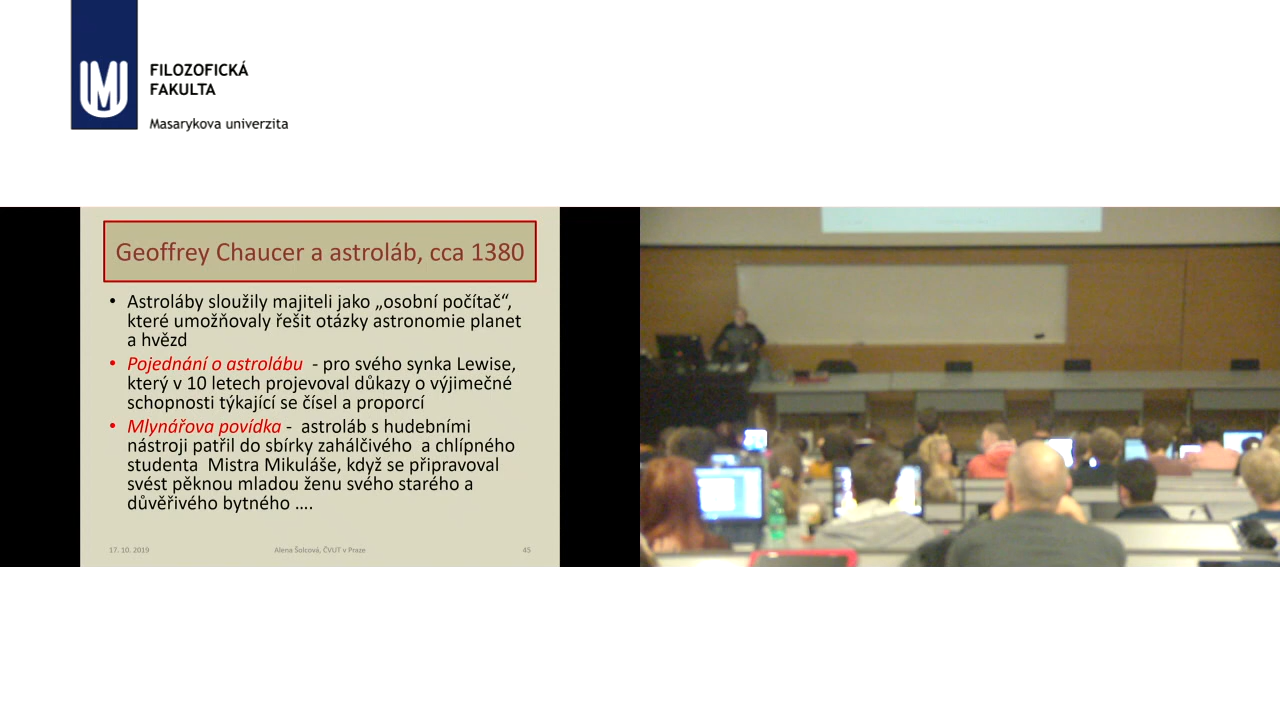 FILOZOFICKÁ
FAKULTA
Masarykova univerzita
Geoffrey Chaucer a astroláb, cca 1380
• Astroláby sloužily majiteli jako „osobní počítač“,
které umožňovaly řešit otázky astronomie planet
a hvězd
• Pojednání o astrolábu - pro svého synka Lewise,
který v 10 letech projevoval důkazy o výjimečné
schopnosti týkající se čísel a proporcí
• Mlynářova povídka - astroláb s hudebními
nástroji patřil do sbírky zahálčivého a chlípného
studenta Mistra Mikuláše, když se připravoval
svést pěknou mladou ženu svého starého a
důvěřivého bytného ....
17. 10. 2019
Alena Šolcová, ČVUT v Praze
45